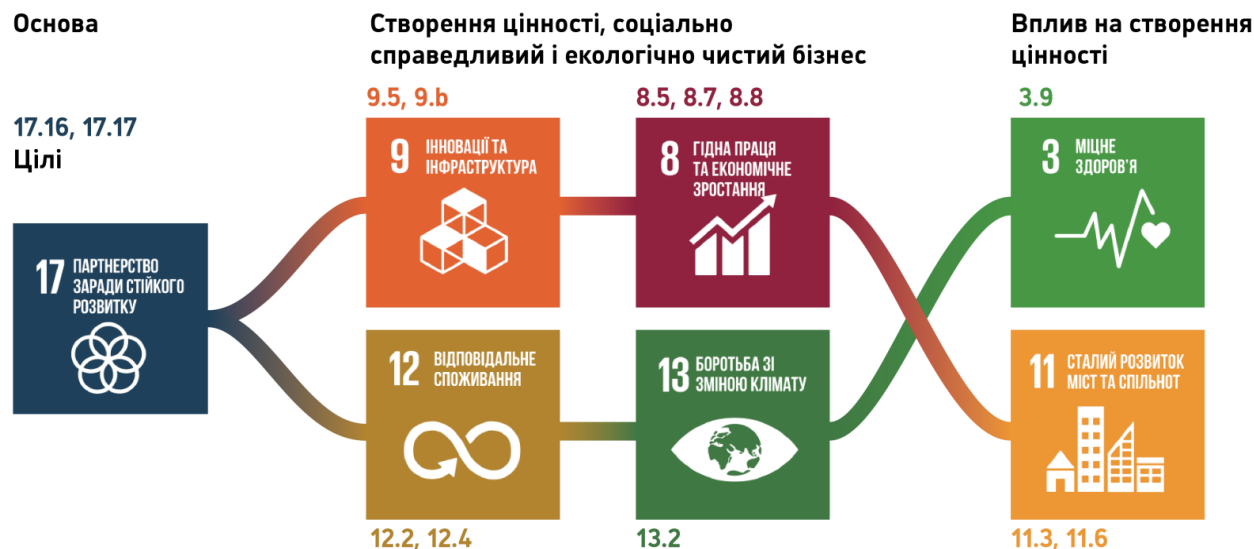 Основа
Створення цінності, соціально
справедливий і екологічно чистий бізнес
Вплив на створення
цінності
17.16, 17.17
Цілі
17 ПАРТНЕРСТВО
ЗАРАДИ СТІЙКОГО
РОЗВИТКУ
9.5, 9.b
9 ІННОВАЦІЇ ТА
ІНФРАСТРУКТУРА
8.5, 8.7, 8.8
8 ГІДНА ПРАЦЯ
ТА ЕКОНОМІЧНЕ
ЗРОСТАННЯ
3.9
3 МІЦНЕ
ЗДОРОВ'Я
12 ВІДПОВІДАЛЬНЕ
СПОЖИВАННЯ
12.2, 12.4
13 БОРОТЬБА ЗІ
ЗМІНОЮ КЛІМАТУ
13.2
11 СТАЛИЙ РОЗВИТОК
МІСТ ТА СПІЛЬНОТ
11.3, 11.6